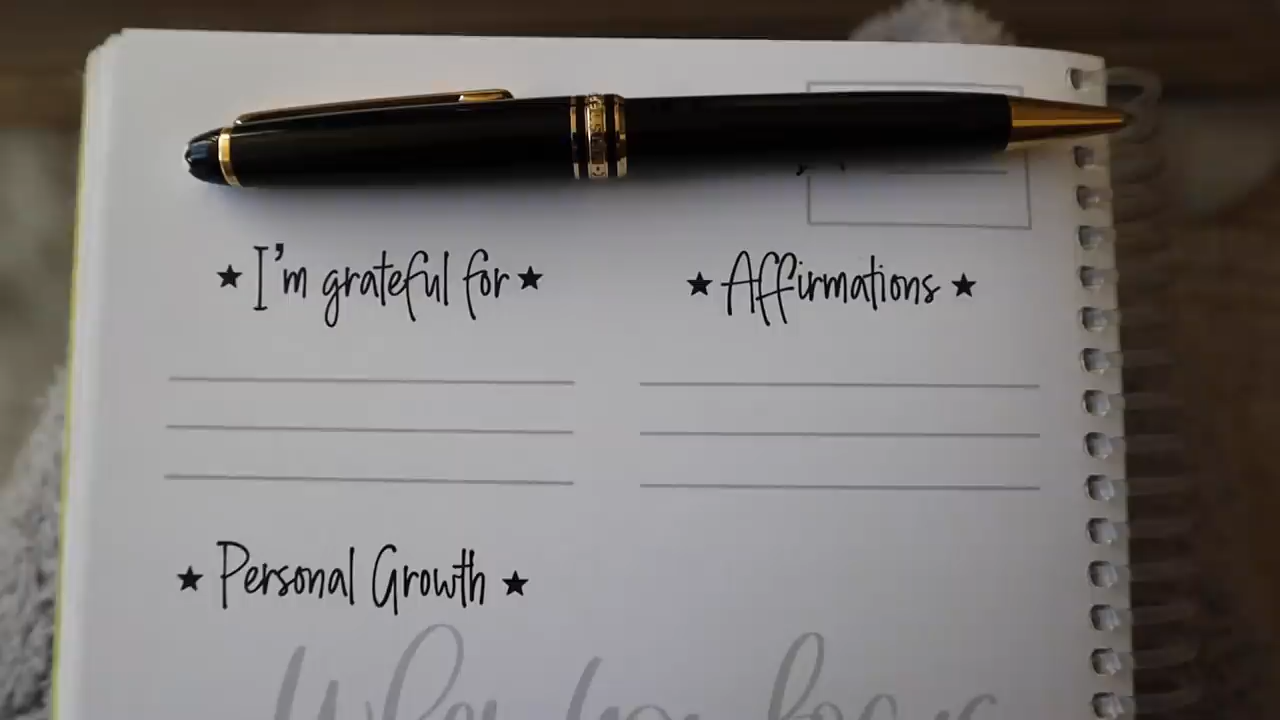 ★ I'm grateful for ★
★ Affirmations ★
★ Personal Growth ★